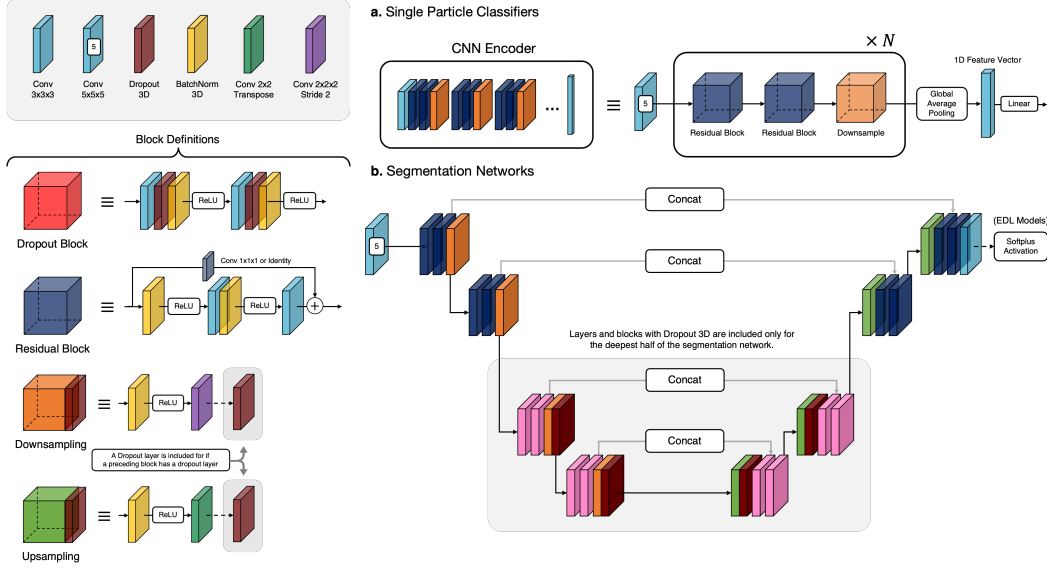 Conv
3x3x3
5
Conv
5x5x5
Dropout
3D
BatchNorm
3D
Conv 2x2
Transpose
Conv 2x2x2
Stride 2
Block Definitions
Dropout Block
≡
ReLU
ReLU
Residual Block
≡
Conv 1x1x1 or Identity
ReLU
ReLU
+
Downsampling
≡
ReLU
A Dropout layer is included for if
a preceding block has a dropout layer
Upsampling
≡
ReLU
a. Single Particle Classifiers
CNN Encoder
...
≡
5
× N
Residual Block
Residual Block
Downsample
Global
Average
Pooling
1D Feature Vector
Linear
b. Segmentation Networks
5
Concat
Concat
(EDL Models)
Softplus
Activation
Layers and blocks with Dropout 3D are included only for
the deepest half of the segmentation network.
Concat
Concat